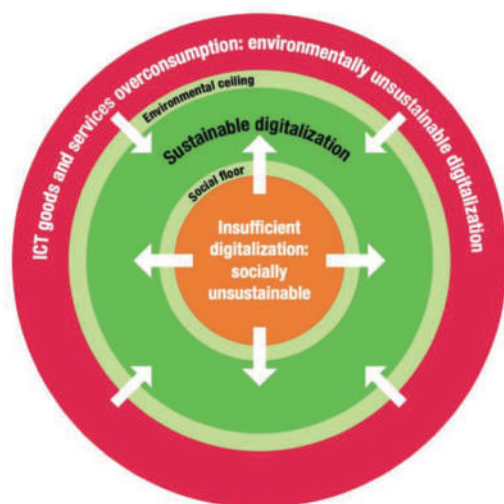 ICT goods and services overconsumption: environmentally unsustainable digitalization
Environmental ceiling
Sustainable digitalization
Social floor
Insufficient
digitalization:
socially
unsustainable